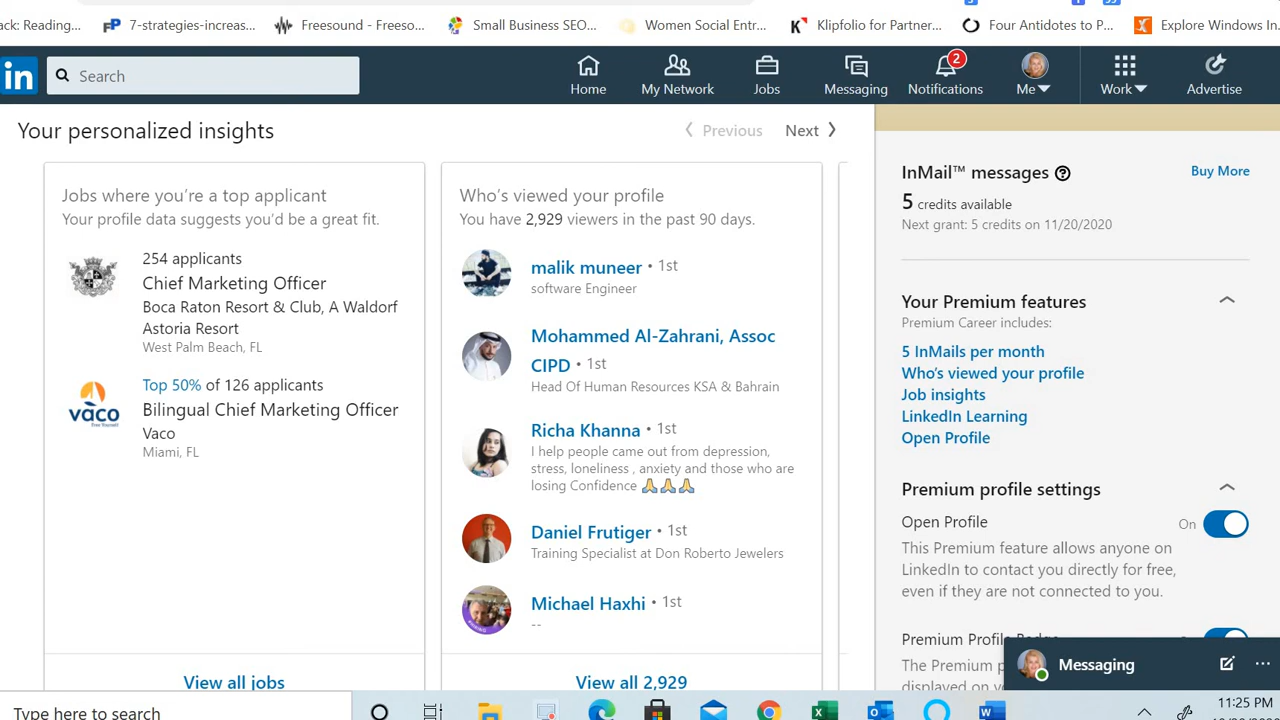 ack: Reading...
FP 7-strategies-increas...
Freesound - Freeso...
Small Business SEO...
Women Social Entr...
Klipfolio for Partner...
Four Antidotes to P...
Explore Windows In
in
Search
Home
My Network
Jobs
Messaging
2
Notifications
Me
Work
Advertise
Your personalized insights
Previous
Next
Jobs where you're a top applicant
Your profile data suggests you'd be a great fit.
254 applicants
Chief Marketing Officer
Boca Raton Resort & Club, A Waldorf
Astoria Resort
West Palm Beach, FL
vaco
Top 50% of 126 applicants
Bilingual Chief Marketing Officer
Vaco
Miami, FL
View all jobs
Who's viewed your profile
You have 2,929 viewers in the past 90 days.
malik muneer • 1st
software Engineer
Mohammed Al-Zahrani, Assoc
CIPD • 1st
Head Of Human Resources KSA & Bahrain
Richa Khanna • 1st
I help people came out from depression,
stress, loneliness , anxiety and those who are
losing Confidence 🙏🙏🙏
Daniel Frutiger • 1st
Training Specialist at Don Roberto Jewelers
Michael Haxhi • 1st
--
View all 2,929
InMail™ messages
Buy More
5 credits available
Next grant: 5 credits on 11/20/2020
Your Premium features
Premium Career includes:
5 InMails per month
Who's viewed your profile
Job insights
LinkedIn Learning
Open Profile
Premium profile settings
Open Profile
On
This Premium feature allows anyone on
LinkedIn to contact you directly for free,
even if they are not connected to you.
Premium Profile Badge
The Premium
displayed on
Messaging
Type here to search
11:25 PM